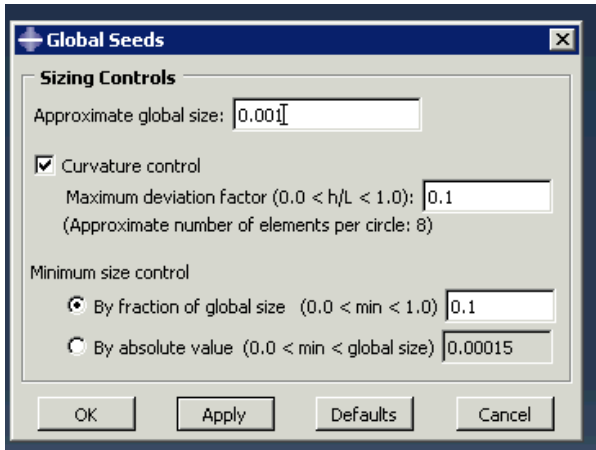 Global Seeds
Sizing Controls
Approximate global size: 0.001
Curvature control
Maximum deviation factor (0.0 < h/L < 1.0): 0.1
(Approximate number of elements per circle: 8)
Minimum size control
By fraction of global size (0.0 < min < 1.0) 0.1
By absolute value (0.0 < min < global size) 0.00015
OK Apply Defaults Cancel